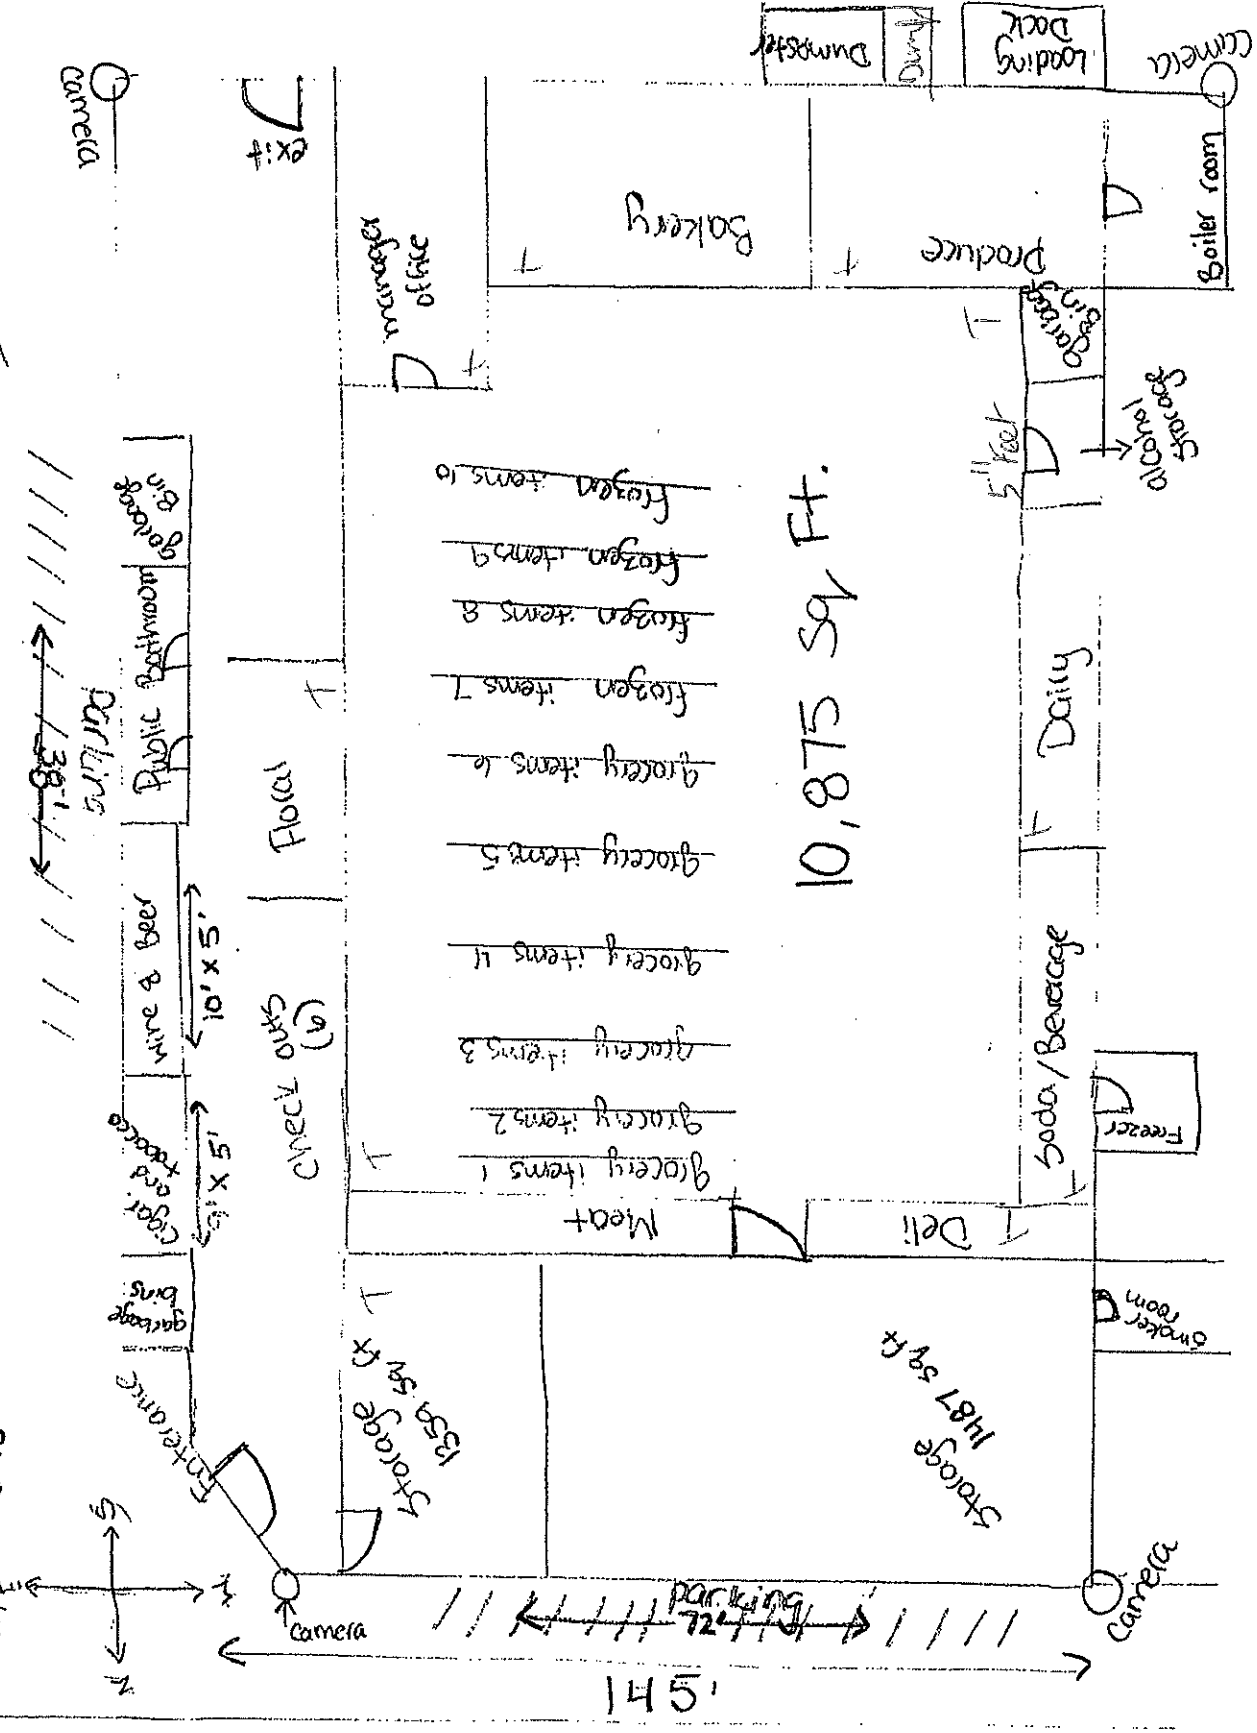 camera
exit
Dumpster
Loading
Dock
camera
manager
office
Bakery
Produce
Boiler room
garbage
Bin
alcohol
Storage
5" Feet
garbage
Bin
Public Bathroom
Parking
38'
Wine & Beer
10' x 5'
Cigar. and
tobacco
9' x 5'
garbage
bins
Enterance
Floral
Check outs
(6)
frozen items 10
frozen items 9
frozen items 8
frozen items 7
grocery items 6
grocery items 5
grocery items 4
grocery items 3
grocery items 2
grocery items 1
10,875 sq Ft.
Dairy
Soda/Beverage
Freezer
Meat
Deli
T
T
T
T
T
T
T
T
T
T
Smoker
room
Storage
1359 sq ft
Storage
1487 sq ft
S
N
camera
parking
72'
camera
145'